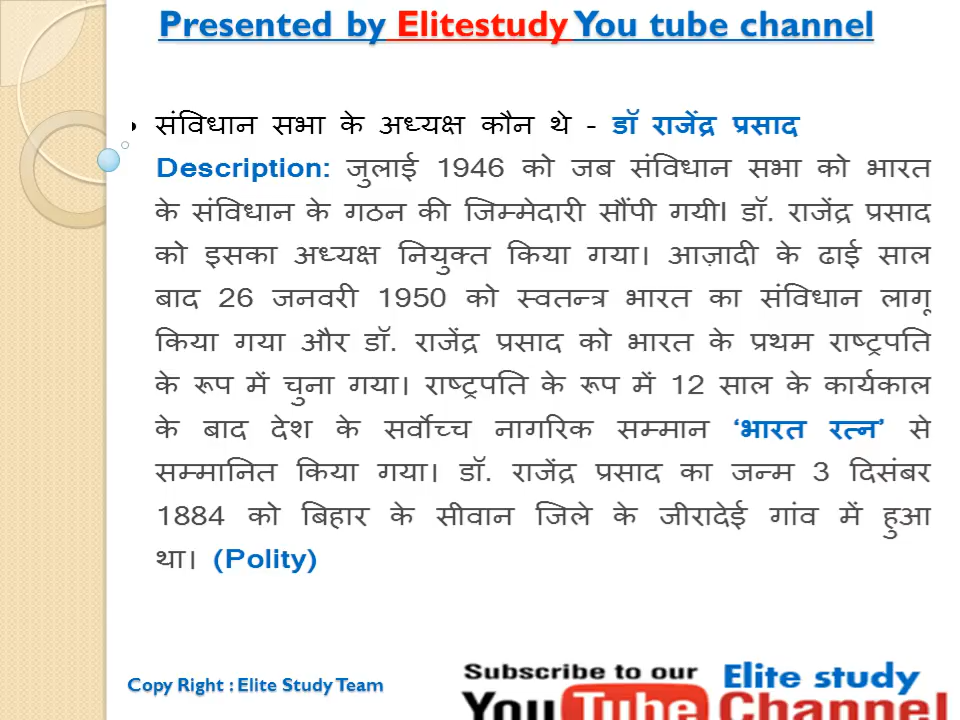 Presented by Elitestudy You tube channel
• संविधान सभा के अध्यक्ष कौन थे - डॉ राजेंद्र प्रसाद
Description: जुलाई 1946 को जब संविधान सभा को भारत
के संविधान के गठन की जिम्मेदारी सौंपी गयी। डॉ. राजेंद्र प्रसाद
को इसका अध्यक्ष नियुक्त किया गया। आज़ादी के ढाई साल
बाद 26 जनवरी 1950 को स्वतन्त्र भारत का संविधान लागू
किया गया और डॉ. राजेंद्र प्रसाद को भारत के प्रथम राष्ट्रपति
के रूप में चुना गया। राष्ट्रपति के रूप में 12 साल के कार्यकाल
के बाद देश के सर्वोच्च नागरिक सम्मान ‘भारत रत्न’ से
सम्मानित किया गया। डॉ. राजेंद्र प्रसाद का जन्म 3 दिसंबर
1884 को बिहार के सीवान जिले के जीरादेई गांव में हुआ
था। (Polity)
Copy Right : Elite Study Team
Subscribe to our Elite study
You Tube Channel